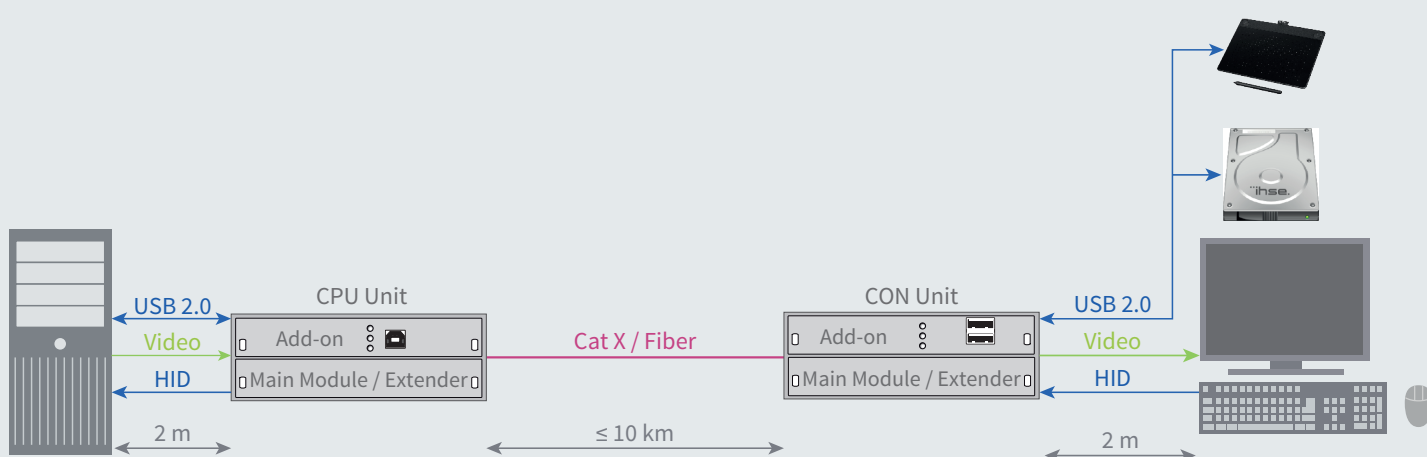 ihse.
CPU Unit
CON Unit
USB 2.0
Add-on
Video
Main Module / Extender
HID
Cat X / Fiber
Add-on
Main Module / Extender
USB 2.0
Video
HID
2 m
≤ 10 km
2 m